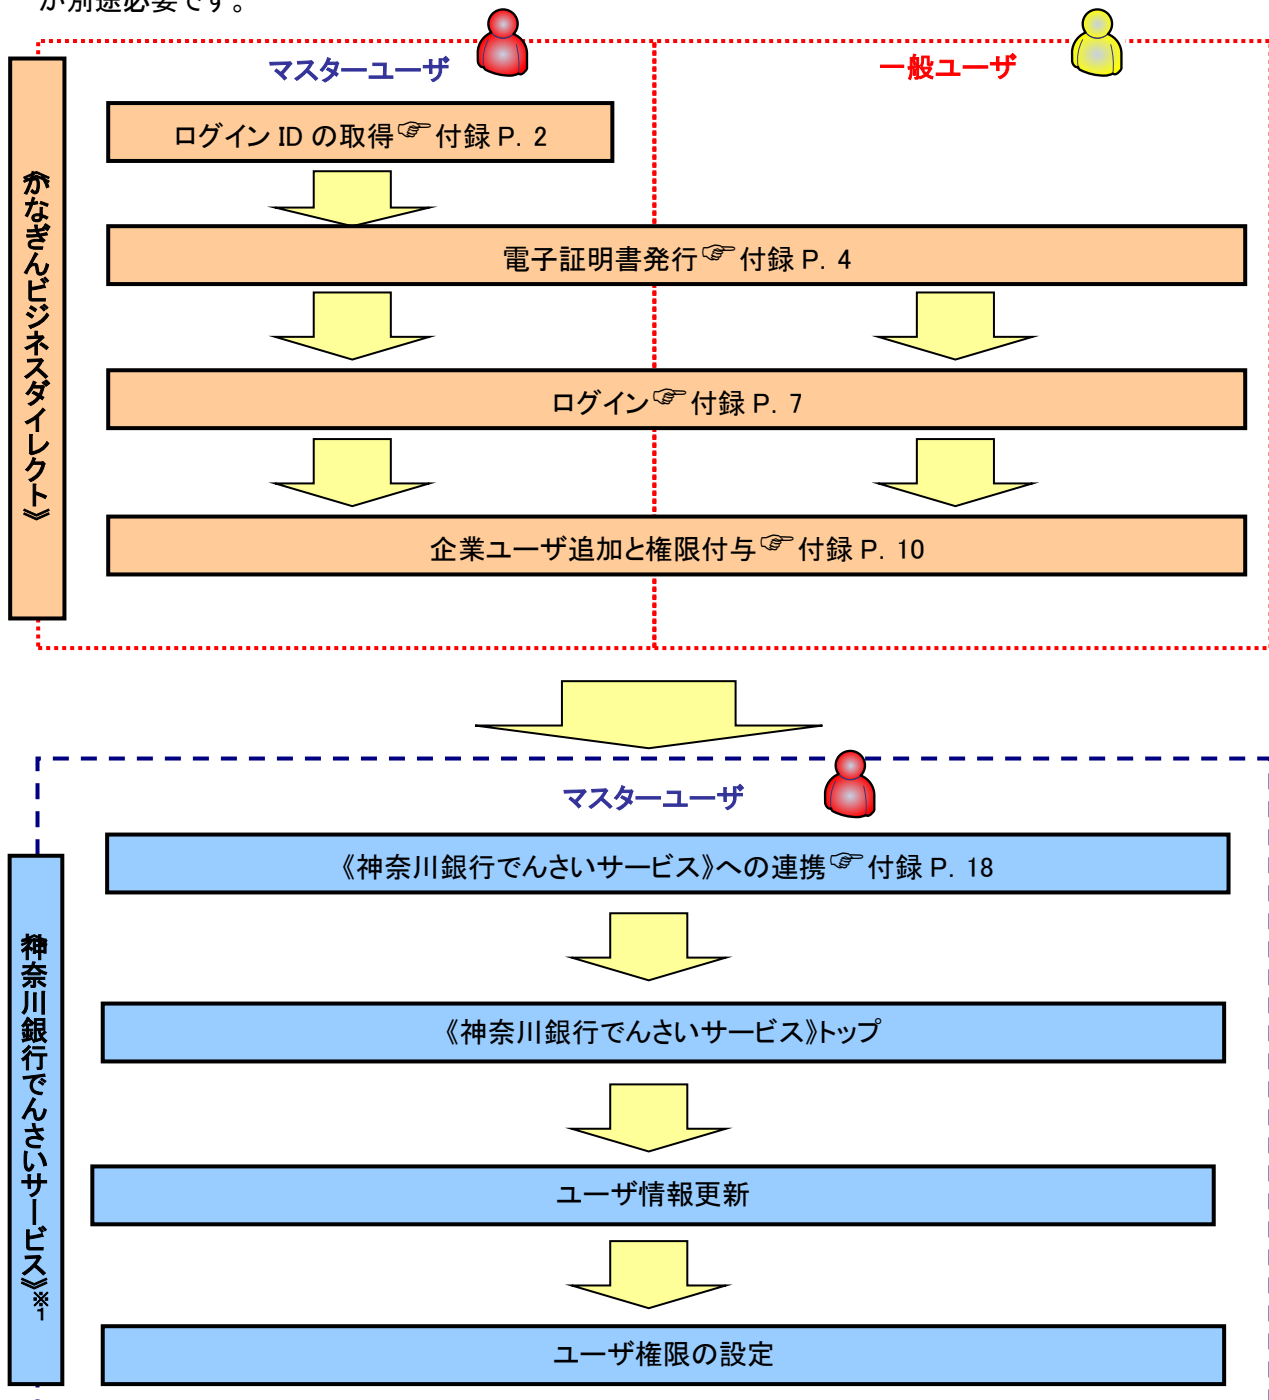 が別途必要です。
マスターユーザ
一般ユーザ
《かなぎんビジネスダイレクト》
ログイン ID の取得☞付録 P. 2
電子証明書発行☞付録 P. 4
ログイン☞付録 P. 7
企業ユーザ追加と権限付与☞付録 P. 10
マスターユーザ
《神奈川銀行でんさいサービス》※1
《神奈川銀行でんさいサービス》への連携☞付録 P. 18
《神奈川銀行でんさいサービス》トップ
ユーザ情報更新
ユーザ権限の設定